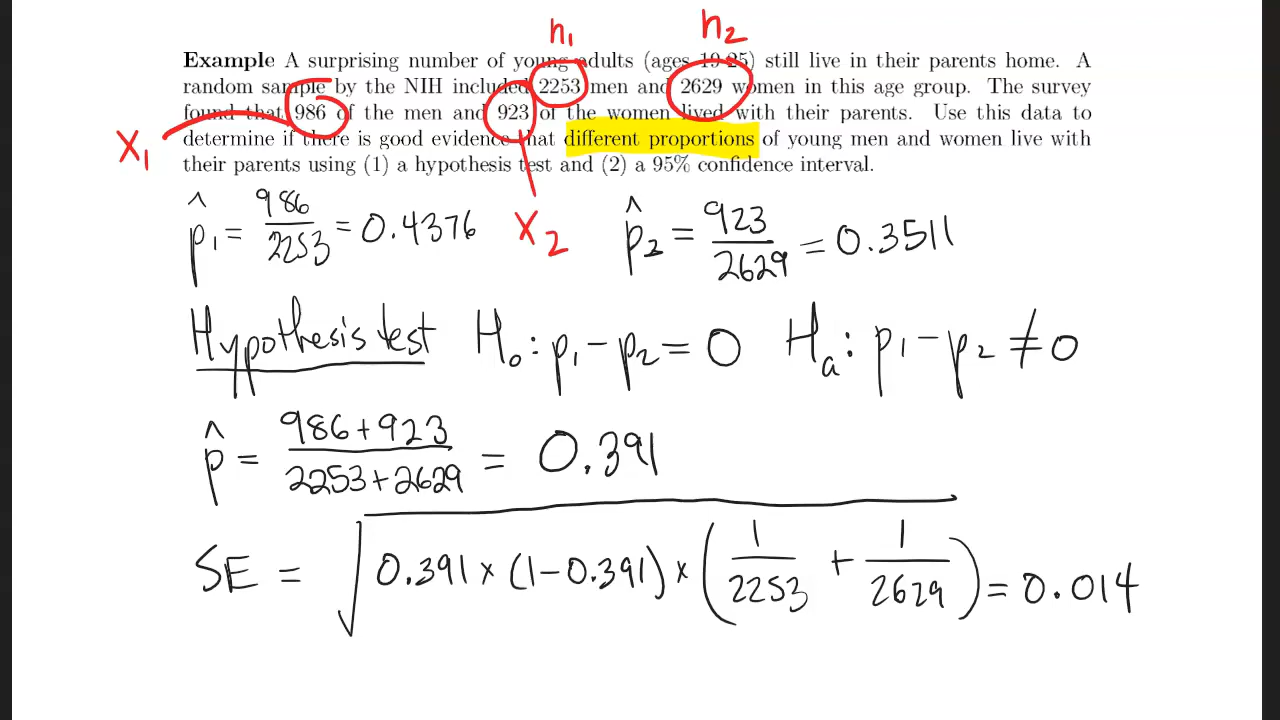 n₁ n₂
Example A surprising number of young adults (ages 19-25) still live in their parents home. A
random sample by the NIH included 2253 men and 2629 women in this age group. The survey
found that 986 of the men and 923 of the women lived with their parents. Use this data to
determine if there is good evidence that different proportions of young men and women live with
their parents using (1) a hypothesis test and (2) a 95% confidence interval.
X₁
X₂
p̂₁ = 986/2253 = 0.4376
p̂₂ = 923/2629 = 0.3511
Hypothesis test H₀: p₁ − p₂ = 0 Hₐ: p₁ − p₂ ≠ 0
p̂ = (986+923)/(2253+2629) = 0.391
SE = √(0.391 × (1−0.391) × (1/2253 + 1/2629)) = 0.014